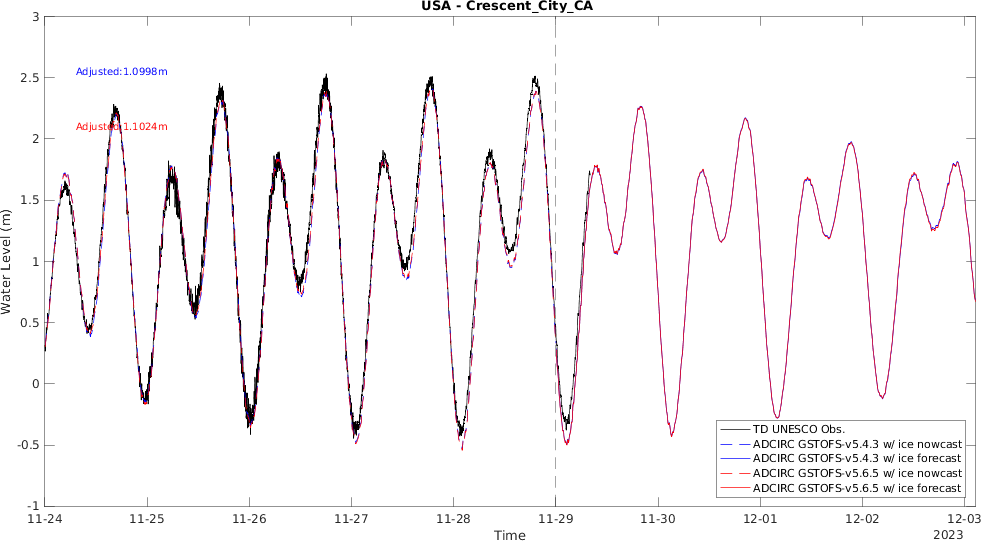 USA - Crescent_City_CA
3
2.5
2
1.5
1
0.5
0
-0.5
-1
Water Level (m)
Adjusted:1.0998m
Adjusted:1.1024m
TD UNESCO Obs.
ADCIRC GSTOFS-v5.4.3 w/ ice nowcast
ADCIRC GSTOFS-v5.4.3 w/ ice forecast
ADCIRC GSTOFS-v5.6.5 w/ ice nowcast
ADCIRC GSTOFS-v5.6.5 w/ ice forecast
11-24 11-25 11-26 11-27 11-28 11-29 11-30 12-01 12-02 12-03
Time
2023